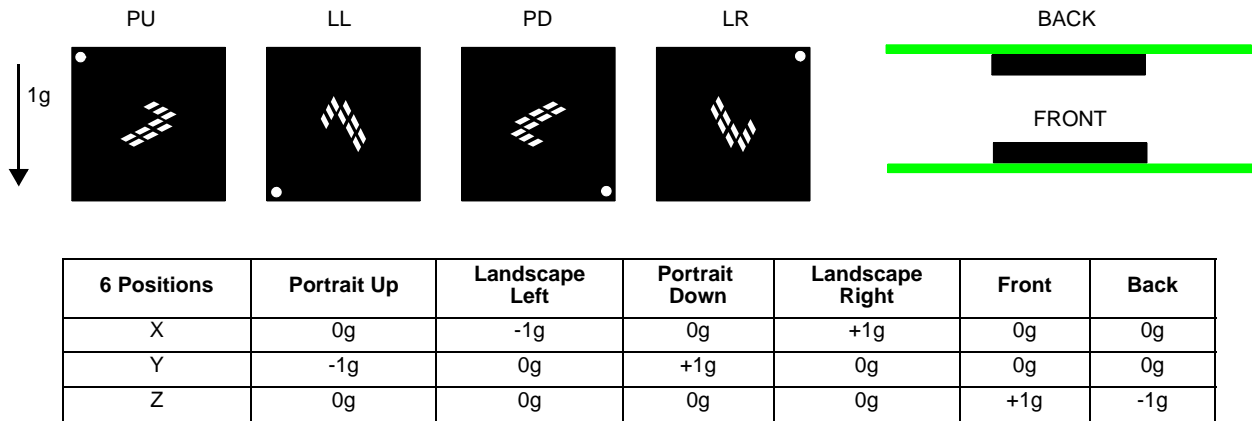 PU LL PD LR BACK
1g
FRONT
6 Positions Portrait Up Landscape Left Portrait Down Landscape Right Front Back
X 0g -1g 0g +1g 0g 0g
Y -1g 0g +1g 0g 0g 0g
Z 0g 0g 0g 0g +1g -1g